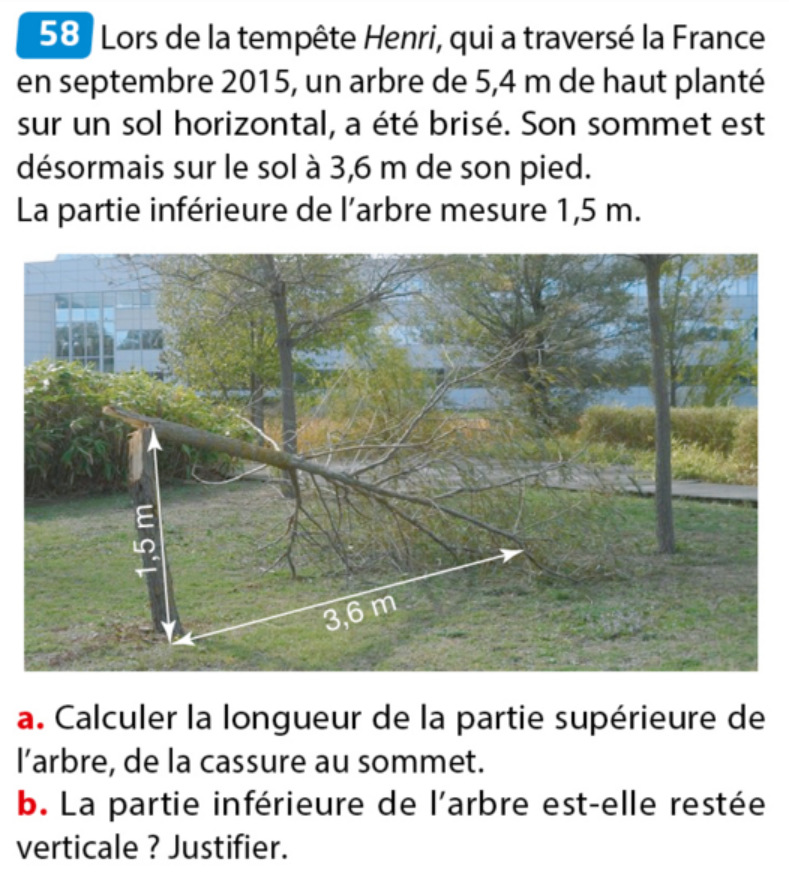 58 Lors de la tempête Henri, qui a traversé la France
en septembre 2015, un arbre de 5,4 m de haut planté
sur un sol horizontal, a été brisé. Son sommet est
désormais sur le sol à 3,6 m de son pied.
La partie inférieure de l'arbre mesure 1,5 m.
1,5 m
3,6 m
a. Calculer la longueur de la partie supérieure de
l'arbre, de la cassure au sommet.
b. La partie inférieure de l'arbre est-elle restée
verticale ? Justifier.